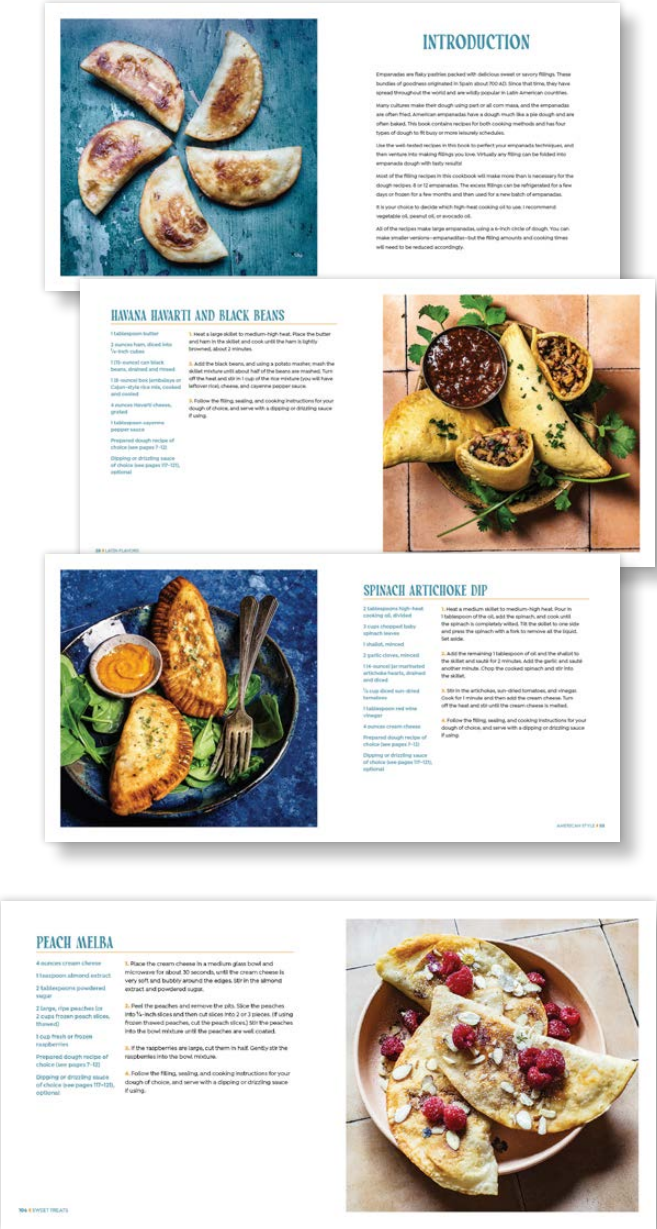 INTRODUCTION
Empanadas are flaky pastries packed with delicious sweet or savory fillings. These
bundles of goodness originated in Spain about 700 AD. Since that time, they have
spread throughout the world and are wildly popular in Latin American countries.
Many cultures make their dough using part or all corn masa, and the empanadas
are often fried. American empanadas have a dough much like a pie dough and are
often baked. This book contains recipes for both cooking methods and has four
types of dough to fit busy or more leisurely schedules.
Use the well-tested recipes in this book to perfect your empanada techniques, and
then venture into making fillings you love. Virtually any filling can be folded into
empanada dough with tasty results!
Most of the filling recipes in this cookbook will make more than is necessary for the
dough recipes: 8 or 12 empanadas. The excess fillings can be refrigerated for a few
days or frozen for a few months and then used for a new batch of empanadas.
It is your choice to decide which high-heat cooking oil to use. I recommend
vegetable oil, peanut oil, or avocado oil.
All of the recipes make large empanadas, using a 6-inch circle of dough. You can
make smaller versions—empanaditas—but the filling amounts and cooking times
will need to be reduced accordingly.
HAVANA HAVARTI AND BLACK BEANS
1 tablespoon butter
2 ounces ham, diced into
¼-inch cubes
1 (15-ounce) can black
beans, drained and rinsed
1 (8-ounce) box jambalaya or
Cajun-style rice mix, cooked
and cooled
4 ounces Havarti cheese,
grated
1 tablespoon cayenne
pepper sauce
Prepared dough recipe of
choice (see pages 7–12)
Dipping or drizzling sauce
of choice (see pages 117–121),
optional
1. Heat a large skillet to medium-high heat. Place the butter
and ham in the skillet and cook until the ham is lightly
browned, about 2 minutes.
2. Add the black beans, and using a potato masher, mash the
skillet mixture until about half of the beans are mashed. Turn
off the heat and stir in 1 cup of the rice mixture (you will have
leftover rice), cheese, and cayenne pepper sauce.
3. Follow the filling, sealing, and cooking instructions for your
dough of choice, and serve with a dipping or drizzling sauce
if using.
LATIN FLAVORS
SPINACH ARTICHOKE DIP
2 tablespoons high-heat
cooking oil, divided
3 cups chopped baby
spinach leaves
1 shallot, minced
2 garlic cloves, minced
1 (14-ounce) jar marinated
artichoke hearts, drained
and diced
cup diced sun-dried
tomatoes
1 tablespoon red wine
vinegar
4 ounces cream cheese
Prepared dough recipe of
choice (see pages 7–12)
Dipping or drizzling sauce
of choice (see pages 117–121),
optional
1. Heat a medium skillet to medium-high heat. Pour in
1 tablespoon of the oil, add the spinach, and cook until
the spinach is completely wilted. Tilt the skillet to one side
and press the spinach with a fork to remove all the liquid.
Set aside.
2. Add the remaining 1 tablespoon of oil and the shallot to
the skillet and sauté for 2 minutes. Add the garlic and sauté
another minute. Chop the cooked spinach and stir into
the skillet.
3. Stir in the artichokes, sun-dried tomatoes, and vinegar.
Cook for 1 minute and then add the cream cheese. Turn
off the heat and stir until the cream cheese is melted.
4. Follow the filling, sealing, and cooking instructions for your
dough of choice, and serve with a dipping or drizzling sauce
if using.
AMERICAN STYLE
PEACH MELBA
4 ounces cream cheese
1 teaspoon almond extract
2 tablespoons powdered
sugar
2 large, ripe peaches (or
2 cups frozen peach slices,
thawed)
1 cup fresh or frozen
raspberries
Prepared dough recipe of
choice (see pages 7–12)
Dipping or drizzling sauce
of choice (see pages 117–121),
optional
1. Place the cream cheese in a medium glass bowl and
microwave for about 30 seconds, until the cream cheese is
very soft and bubbly around the edges. Stir in the almond
extract and powdered sugar.
2. Peel the peaches and remove the pits. Slice the peaches
into ¼-inch slices and then cut slices into 2 or 3 pieces. (If using
frozen thawed peaches, cut the peach slices.) Stir the peaches
into the bowl mixture until the peaches are well coated.
3. If the raspberries are large, cut them in half. Gently stir the
raspberries into the bowl mixture.
4. Follow the filling, sealing, and cooking instructions for your
dough of choice, and serve with a dipping or drizzling sauce
if using.
104 SWEET TREATS